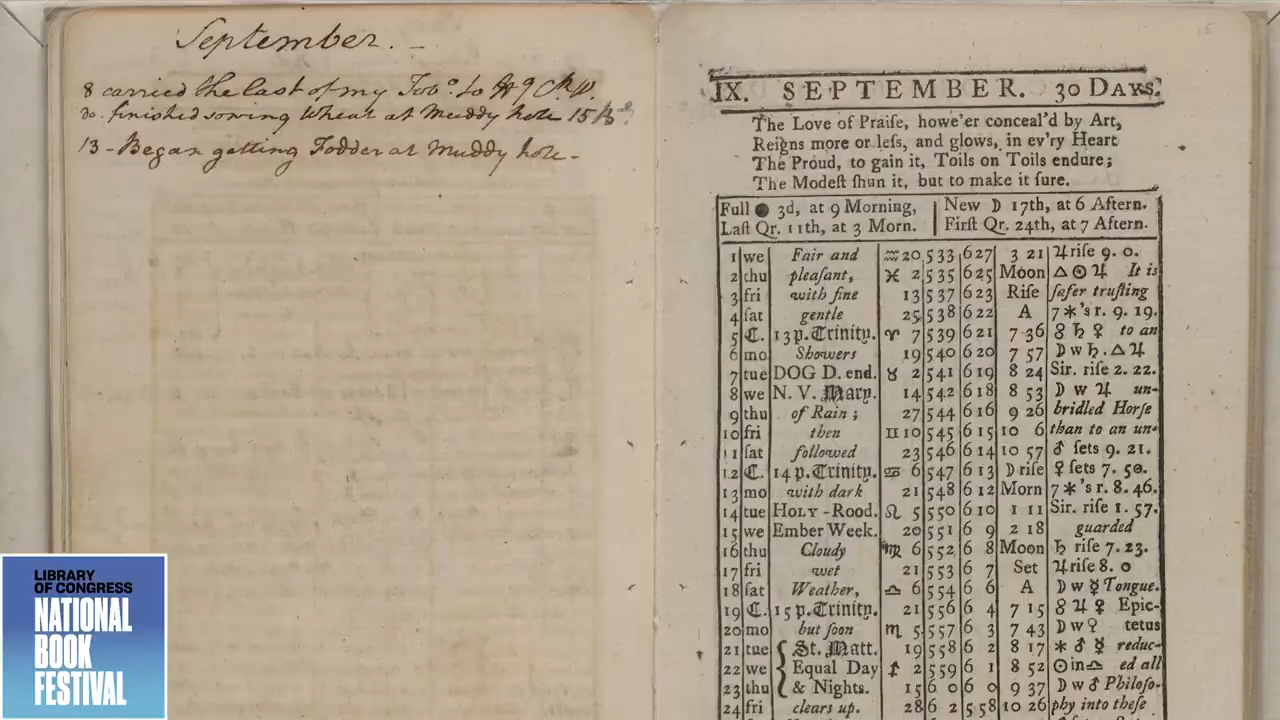 September. -
8 carried the last of my Tobo. to
do. finished sowing Wheat at Muddy hole 15
13 - Began getting Fodder at Muddy hole -
IX. SEPTEMBER. 30 DAYS.
The Love of Praiſe, howe'er conceal'd by Art,
Reigns more or leſs, and glows, in ev'ry Heart
The Proud, to gain it, Toils on Toils endure;
The Modeſt ſhun it, but to make it ſure.
Full ● 3d, at 9 Morning, New ☽ 17th, at 6 Aftern.
Laſt Qr. 11th, at 3 Morn. Firſt Qr. 24th, at 7 Aftern.
1 we Fair and ♒ 20 5 33 6 27 3 21 ♃ riſe 9. 0.
2 thu pleaſant, ♓ 2 5 35 6 25 Moon △ ☉ ♃ It is
3 fri with fine 13 5 37 6 23 Riſe ſafer truſting
4 ſat gentle 25 5 38 6 22 A 7 *'s r. 9. 19.
5 C. 13 p. Trinity. ♈ 7 5 39 6 21 7 36 ☍ ♄ ♀ to an
6 mo Showers 19 5 40 6 20 7 57 ☽ w ♄. △ ♃
7 tue DOG D. end. ♉ 2 5 41 6 19 8 24 Sir. riſe 2. 22.
8 we N. V. Mary. 14 5 42 6 18 8 53 ☽ w ♃ un-
9 thu of Rain; 27 5 44 6 16 9 26 bridled Horſe
10 fri then ♊ 10 5 45 6 15 10 6 than to an un-
11 ſat followed 23 5 46 6 14 10 57 ♂ ſets 9. 21.
12 C. 14 p. Trinity. ♋ 6 5 47 6 13 ☽ riſe ♀ ſets 7. 50.
13 mo with dark 21 5 48 6 12 Morn 7 *'s r. 8. 46.
14 tue HOLY-ROOD. ♌ 5 5 50 6 10 1 11 Sir. riſe 1. 57.
15 we Ember Week. 20 5 51 6 9 2 18 guarded
16 thu Cloudy ♍ 6 5 52 6 8 Moon ♄ riſe 7. 23.
17 fri wet 21 5 53 6 7 Set ♃ riſe 8. 0
18 ſat Weather, ♎ 6 5 54 6 6 A ☽ w ☿ Tongue.
19 C. 15 p. Trinity. 21 5 56 6 4 7 15 ☍ ♃ ♀ Epic-
20 mo but ſoon ♏ 5 5 57 6 3 7 43 ☽ w ♀ tetus
21 tue St. Matt. 19 5 58 6 2 8 17 * ♂ ☿ reduc-
22 we Equal Day ♐ 2 5 59 6 1 8 52 ☉ in ♎ ed all
23 thu & Nights. 15 6 0 6 0 9 37 ☽ w ♂ Philoſo-
24 fri clears up. 28 6 2 5 58 10 26 phy into theſe
LIBRARY
OF CONGRESS
NATIONAL
BOOK
FESTIVAL